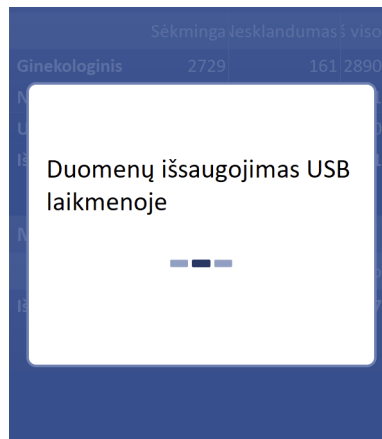 Sėkminga Nesklandumas Iš viso
Ginekologinis 2729 161 2890
Duomenų išsaugojimas USB
laikmenoje